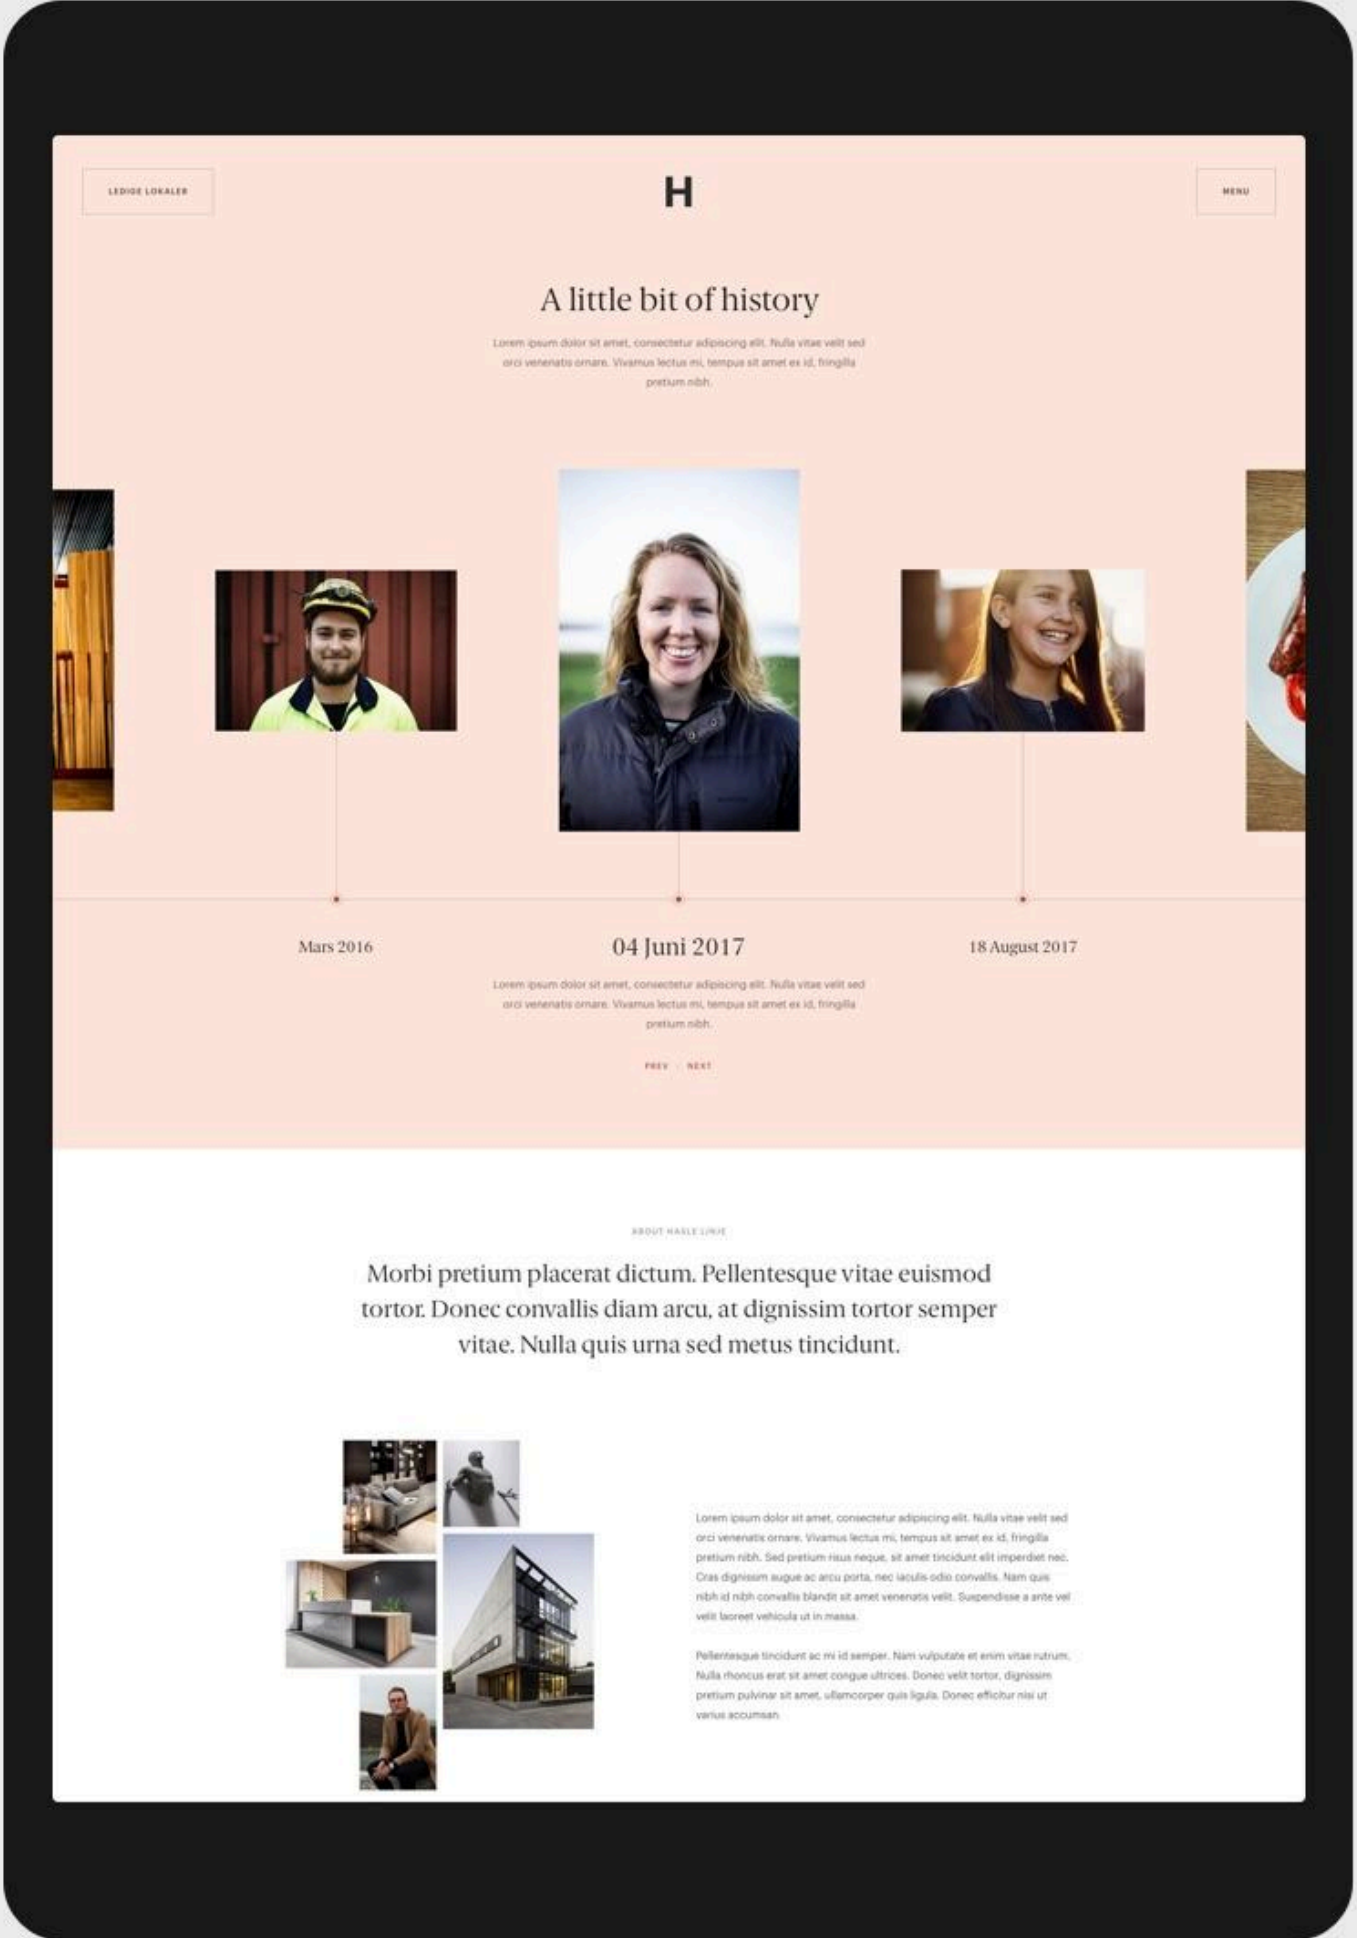 LEDIGE LOKALER
H
MENU
A little bit of history
Lorem ipsum dolor sit amet, consectetur adipiscing elit. Nulla vitae velit sed
orci venenatis ornare. Vivamus lectus mi, tempus sit amet ex id, fringilla
pretium nibh.
Mars 2016
04 Juni 2017
18 August 2017
Lorem ipsum dolor sit amet, consectetur adipiscing elit. Nulla vitae velit sed
orci venenatis ornare. Vivamus lectus mi, tempus sit amet ex id, fringilla
pretium nibh.
PREV · NEXT
ABOUT HASLE LINJE
Morbi pretium placerat dictum. Pellentesque vitae euismod
tortor. Donec convallis diam arcu, at dignissim tortor semper
vitae. Nulla quis urna sed metus tincidunt.
Lorem ipsum dolor sit amet, consectetur adipiscing elit. Nulla vitae velit sed
orci venenatis ornare. Vivamus lectus mi, tempus sit amet ex id, fringilla
pretium nibh. Sed pretium risus neque, sit amet tincidunt elit imperdiet nec.
Cras dignissim augue ac arcu porta, nec iaculis odio convallis. Nam quis
nibh id nibh convallis blandit sit amet venenatis velit. Suspendisse a ante vel
velit laoreet vehicula ut in massa.
Pellentesque tincidunt ac mi id semper. Nam vulputate et enim vitae rutrum.
Nulla rhoncus erat sit amet congue ultrices. Donec velit tortor, dignissim
pretium pulvinar sit amet, ullamcorper quis ligula. Donec efficitur nisi ut
varius accumsan.